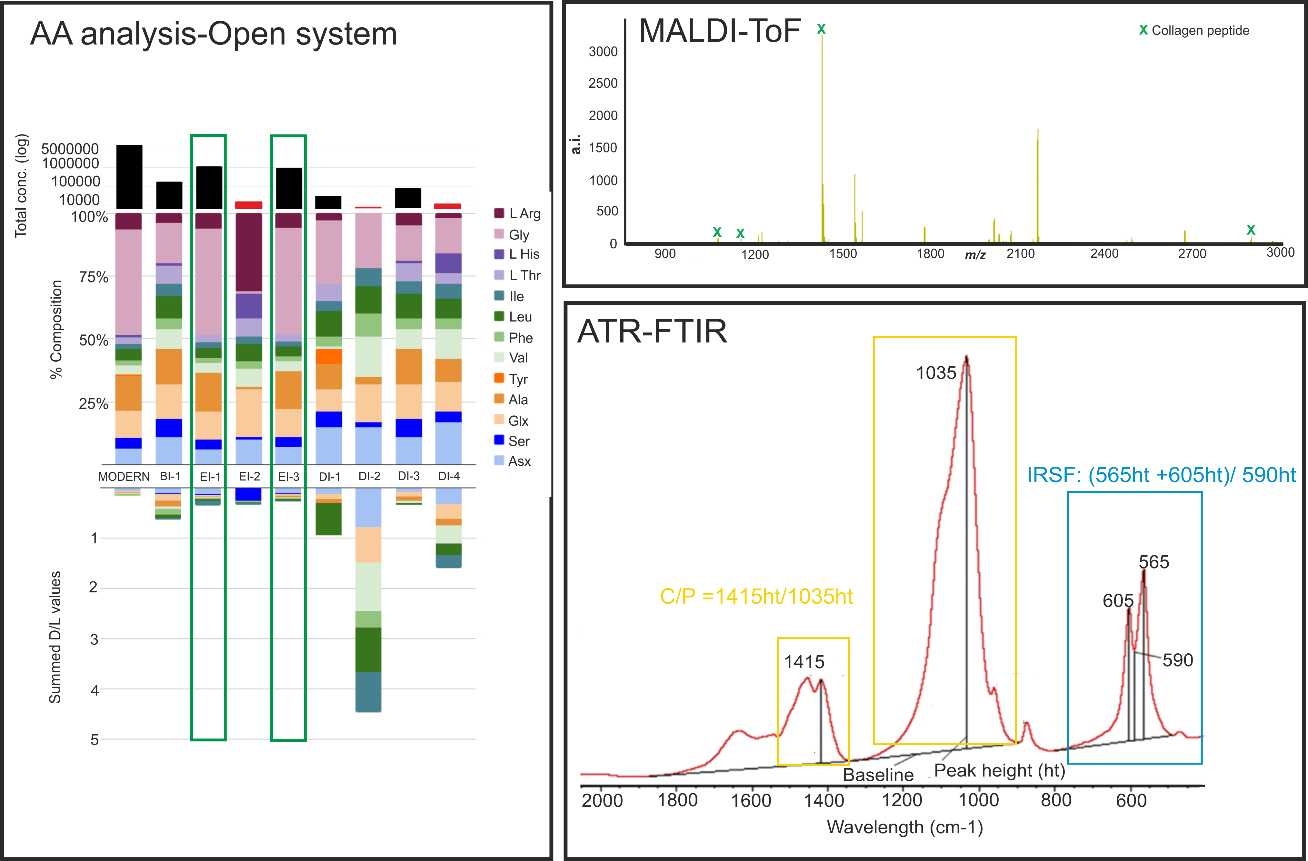 AA analysis-Open system
Total conc. (log)
5000000
1000000
100000
10000
% Composition
100%
75%
50%
25%
L Arg
Gly
L His
L Thr
Ile
Leu
Phe
Val
Tyr
Ala
Glx
Ser
Asx
MODERN BI-1 EI-1 EI-2 EI-3 DI-1 DI-2 DI-3 DI-4
Summed D/L values
1
2
3
4
5
MALDI-ToF
x Collagen peptide
x
a.i.
3000
2500
2000
1500
1000
500
0
x x x
900 1200 1500 1800 m/z 2100 2400 2700 3000
ATR-FTIR
1035
IRSF: (565ht +605ht)/ 590ht
565
605
590
C/P =1415ht/1035ht
1415
Baseline
Peak height (ht)
2000 1800 1600 1400 1200 1000 800 600
Wavelength (cm-1)